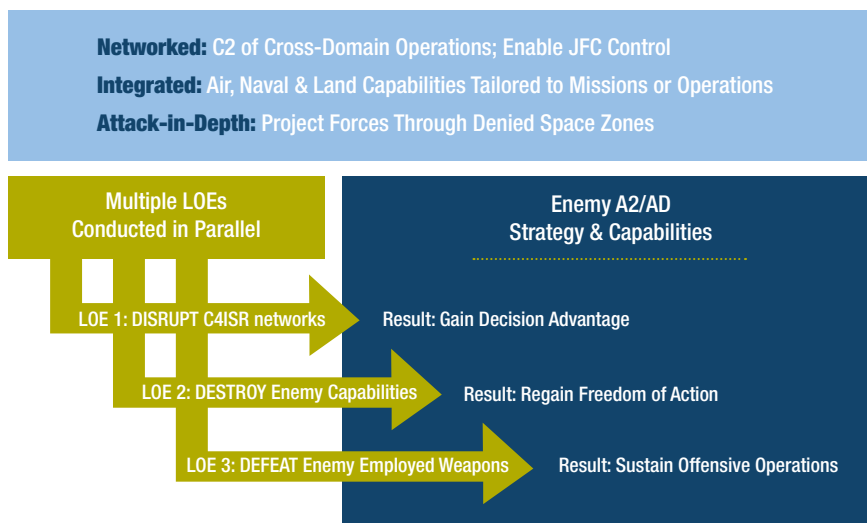 Networked: C2 of Cross-Domain Operations; Enable JFC Control
Integrated: Air, Naval & Land Capabilities Tailored to Missions or Operations
Attack-in-Depth: Project Forces Through Denied Space Zones
Multiple LOEs
Conducted in Parallel
Enemy A2/AD
Strategy & Capabilities
LOE 1: DISRUPT C4ISR networks
Result: Gain Decision Advantage
LOE 2: DESTROY Enemy Capabilities
Result: Regain Freedom of Action
LOE 3: DEFEAT Enemy Employed Weapons
Result: Sustain Offensive Operations